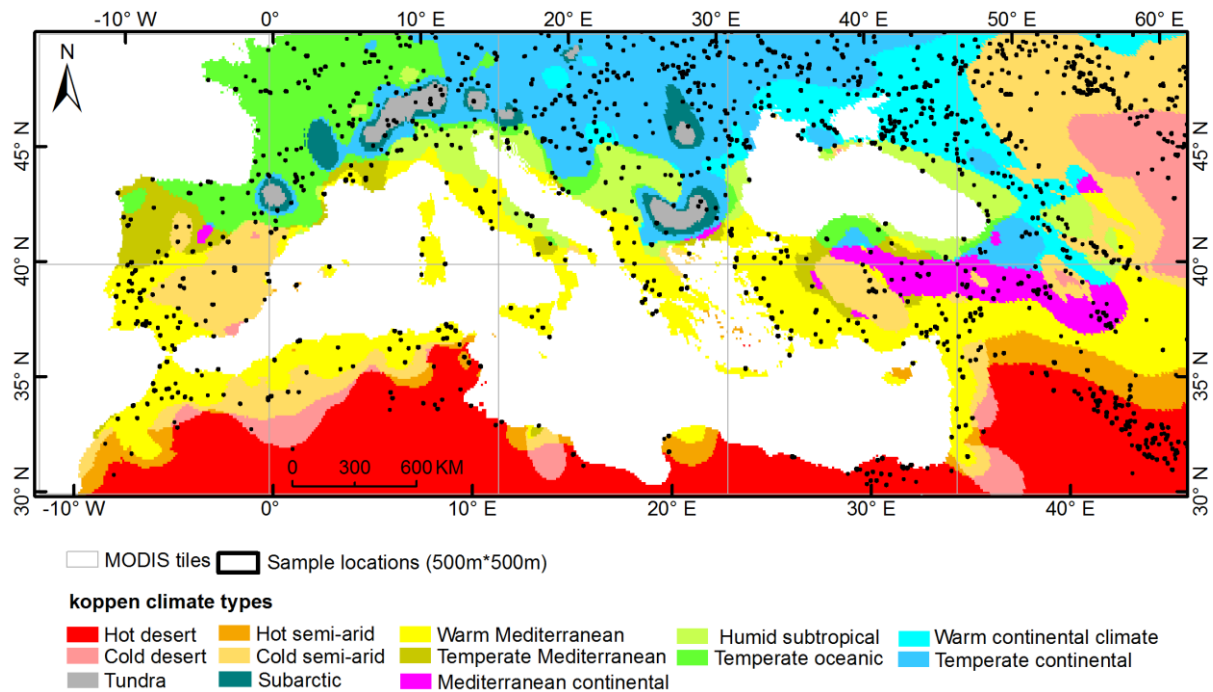 -10° W 0° 10° E 20° E 30° E 40° E 50° E 60° E
N
45° N 45° N
40° N 40° N
35° N 35° N
30° N 30° N
0 300 600 KM
-10° W 0° 10° E 20° E 30° E 40° E
MODIS tiles Sample locations (500m*500m)
koppen climate types
Hot desert Hot semi-arid Warm Mediterranean Humid subtropical Warm continental climate
Cold desert Cold semi-arid Temperate Mediterranean Temperate oceanic Temperate continental
Tundra Subarctic Mediterranean continental